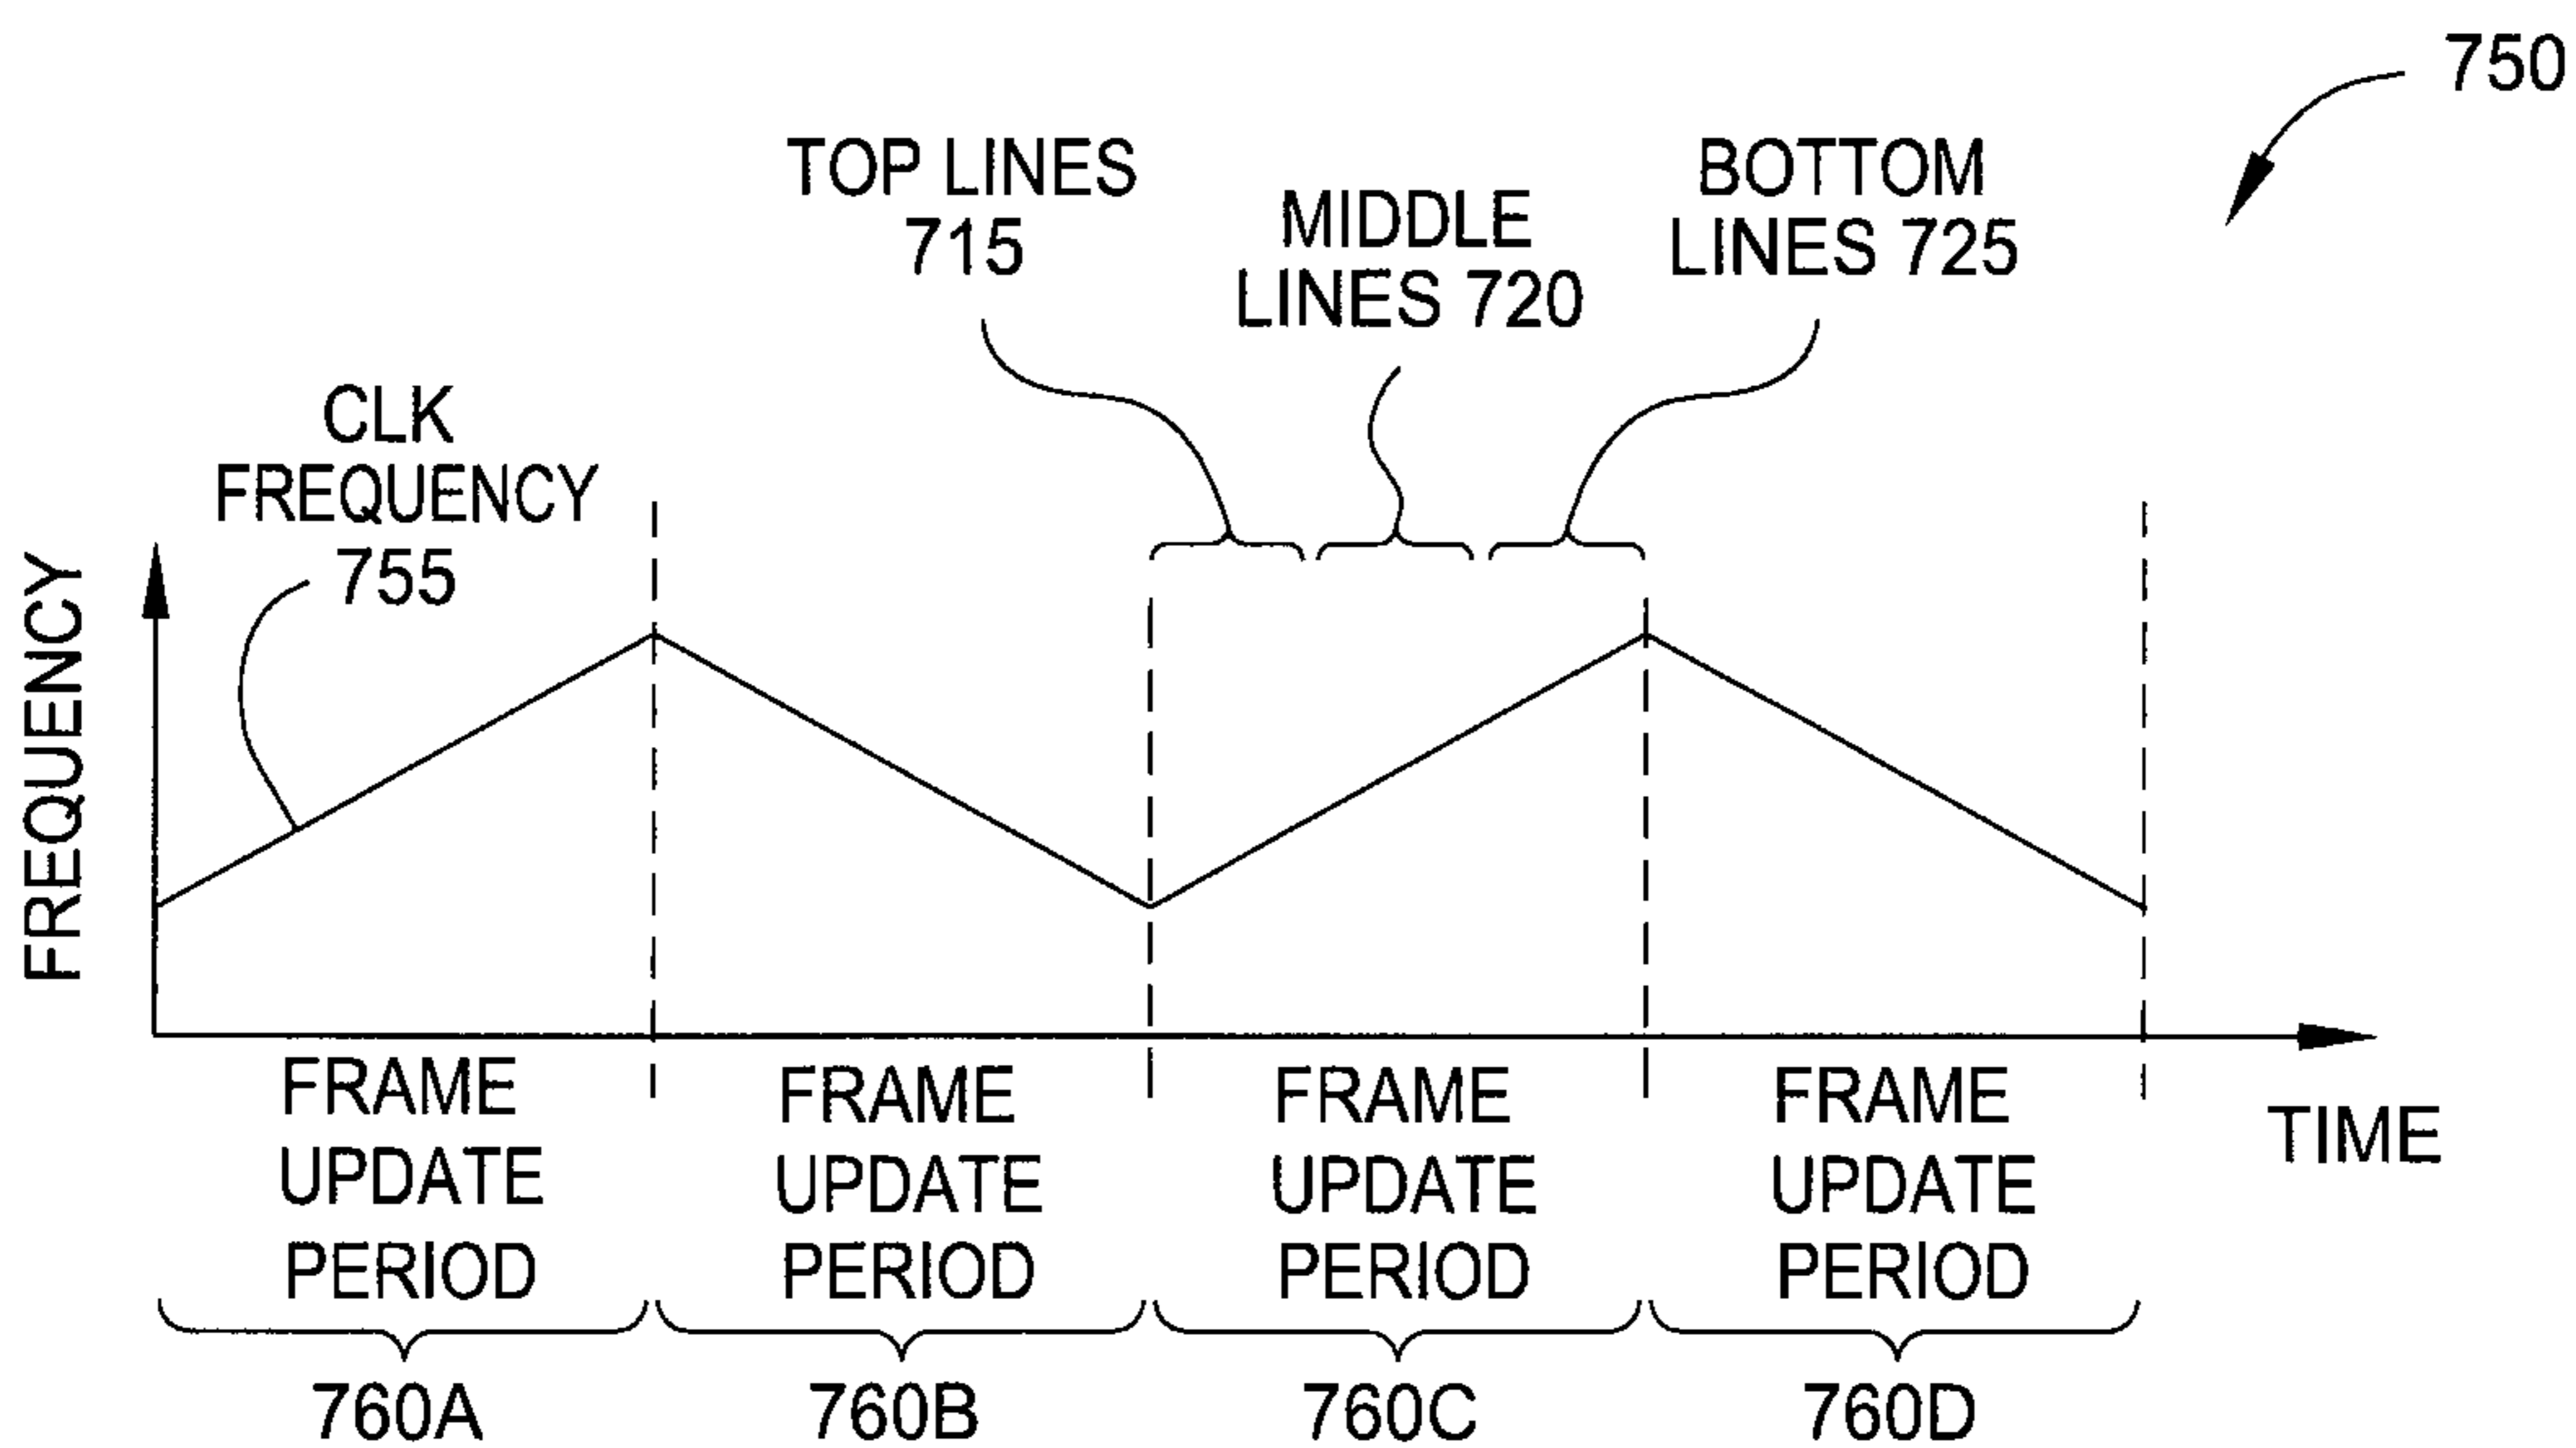 750
TOP LINES
715
MIDDLE
LINES 720
BOTTOM
LINES 725
CLK
FREQUENCY
755
FREQUENCY
FRAME
UPDATE
PERIOD
760A
FRAME
UPDATE
PERIOD
760B
FRAME
UPDATE
PERIOD
760C
FRAME
UPDATE
PERIOD
760D
TIME